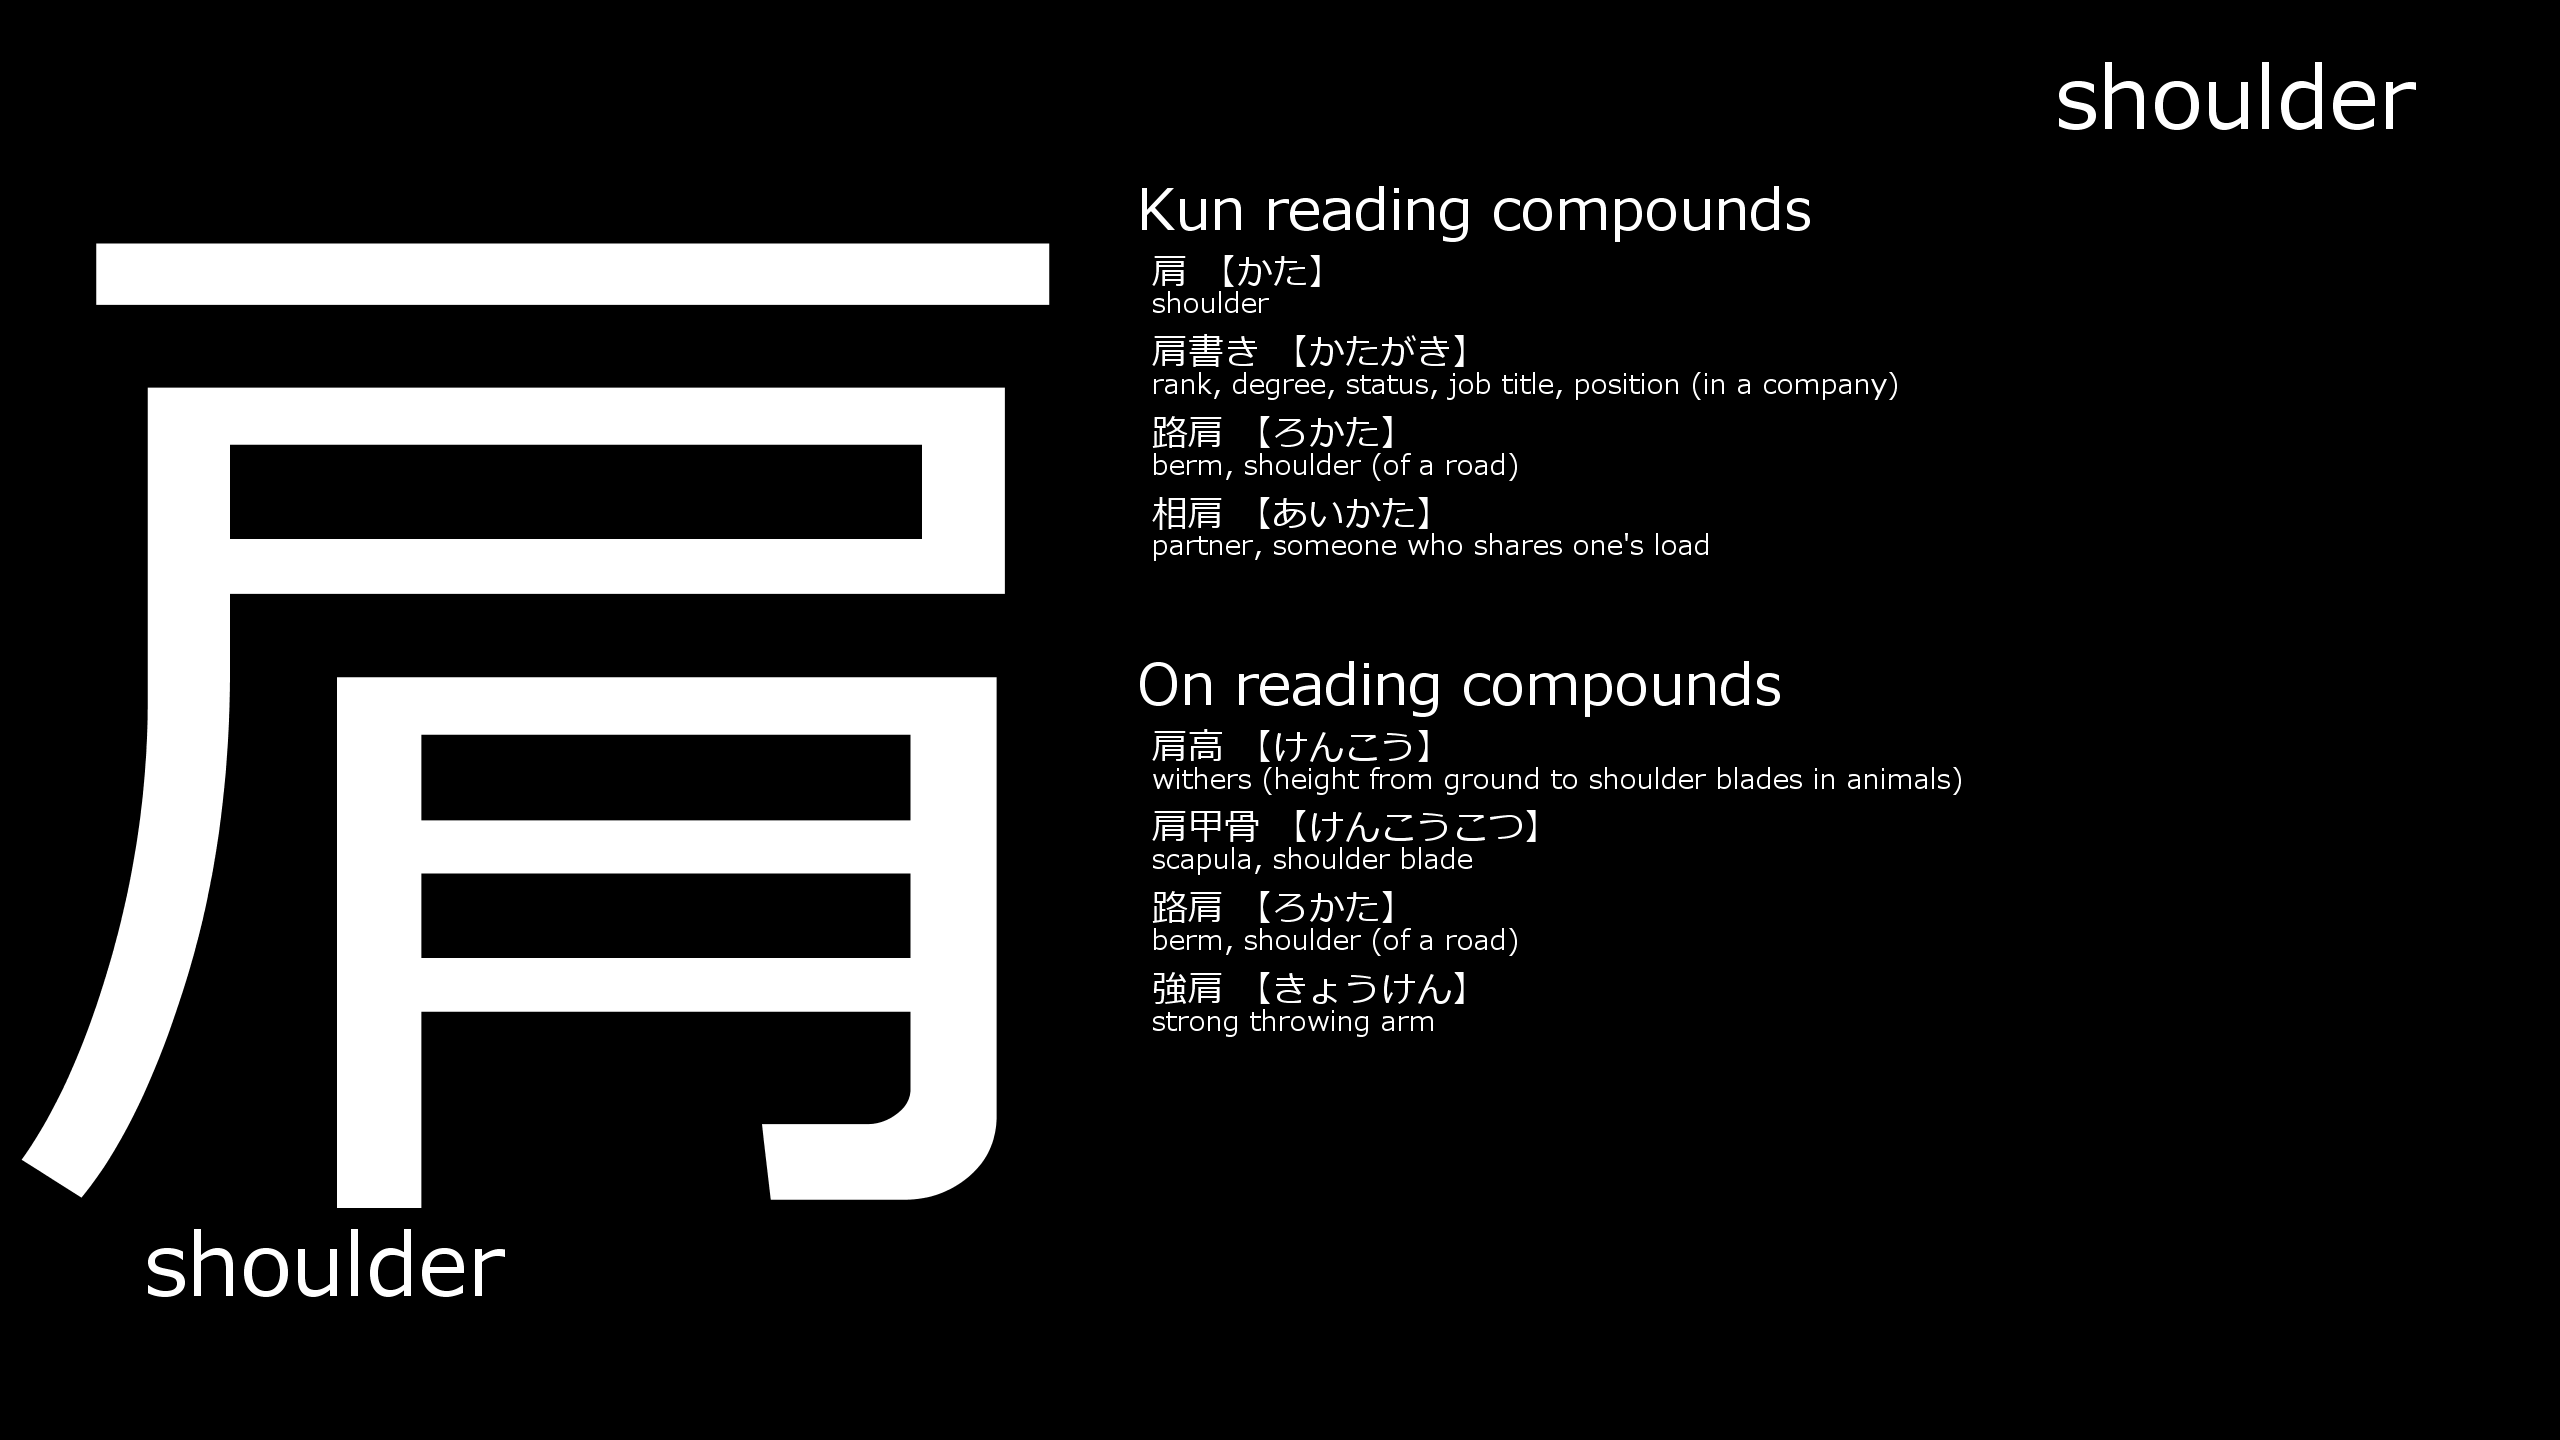 shoulder
肩
shoulder
Kun reading compounds
肩 【かた】
shoulder
肩書き 【かたがき】
rank, degree, status, job title, position (in a company)
路肩 【ろかた】
berm, shoulder (of a road)
相肩 【あいかた】
partner, someone who shares one's load
On reading compounds
肩高 【けんこう】
withers (height from ground to shoulder blades in animals)
肩甲骨 【けんこうこつ】
scapula, shoulder blade
路肩 【ろかた】
berm, shoulder (of a road)
強肩 【きょうけん】
strong throwing arm